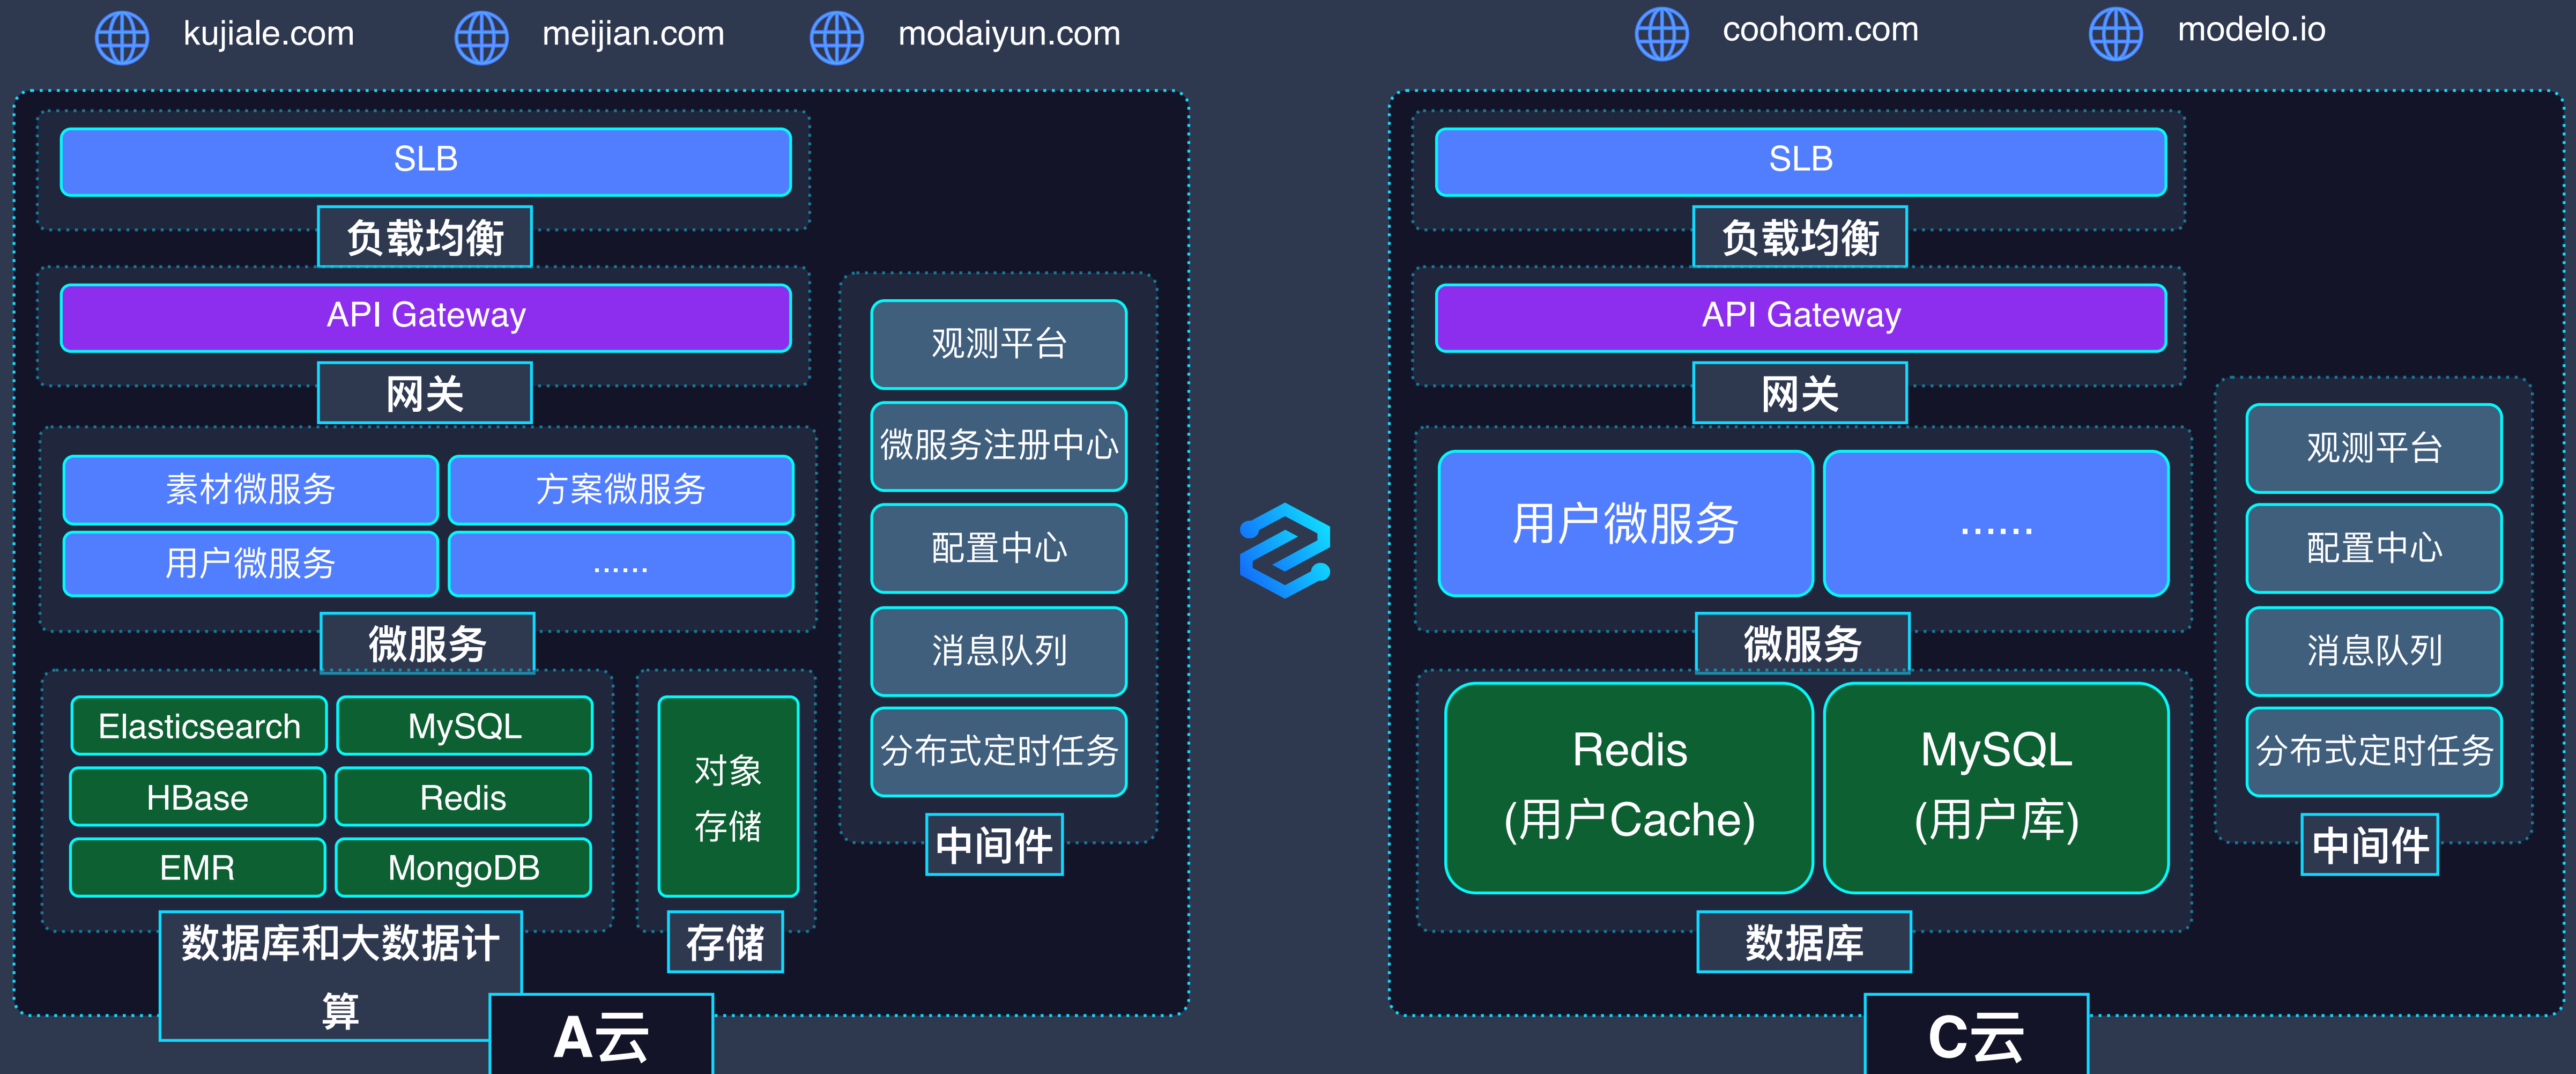 kujiale.com
meijian.com
modaiyun.com
SLB
负载均衡
API Gateway
网关
素材微服务
方案微服务
用户微服务
......
微服务
Elasticsearch
MySQL
HBase
Redis
EMR
MongoDB
数据库和大数据计
算
对象
存储
存储
观测平台
微服务注册中心
配置中心
消息队列
分布式定时任务
中间件
A云
coohom.com
modelo.io
SLB
负载均衡
API Gateway
网关
用户微服务
......
微服务
Redis
(用户Cache)
MySQL
(用户库)
数据库
观测平台
配置中心
消息队列
分布式定时任务
中间件
C云